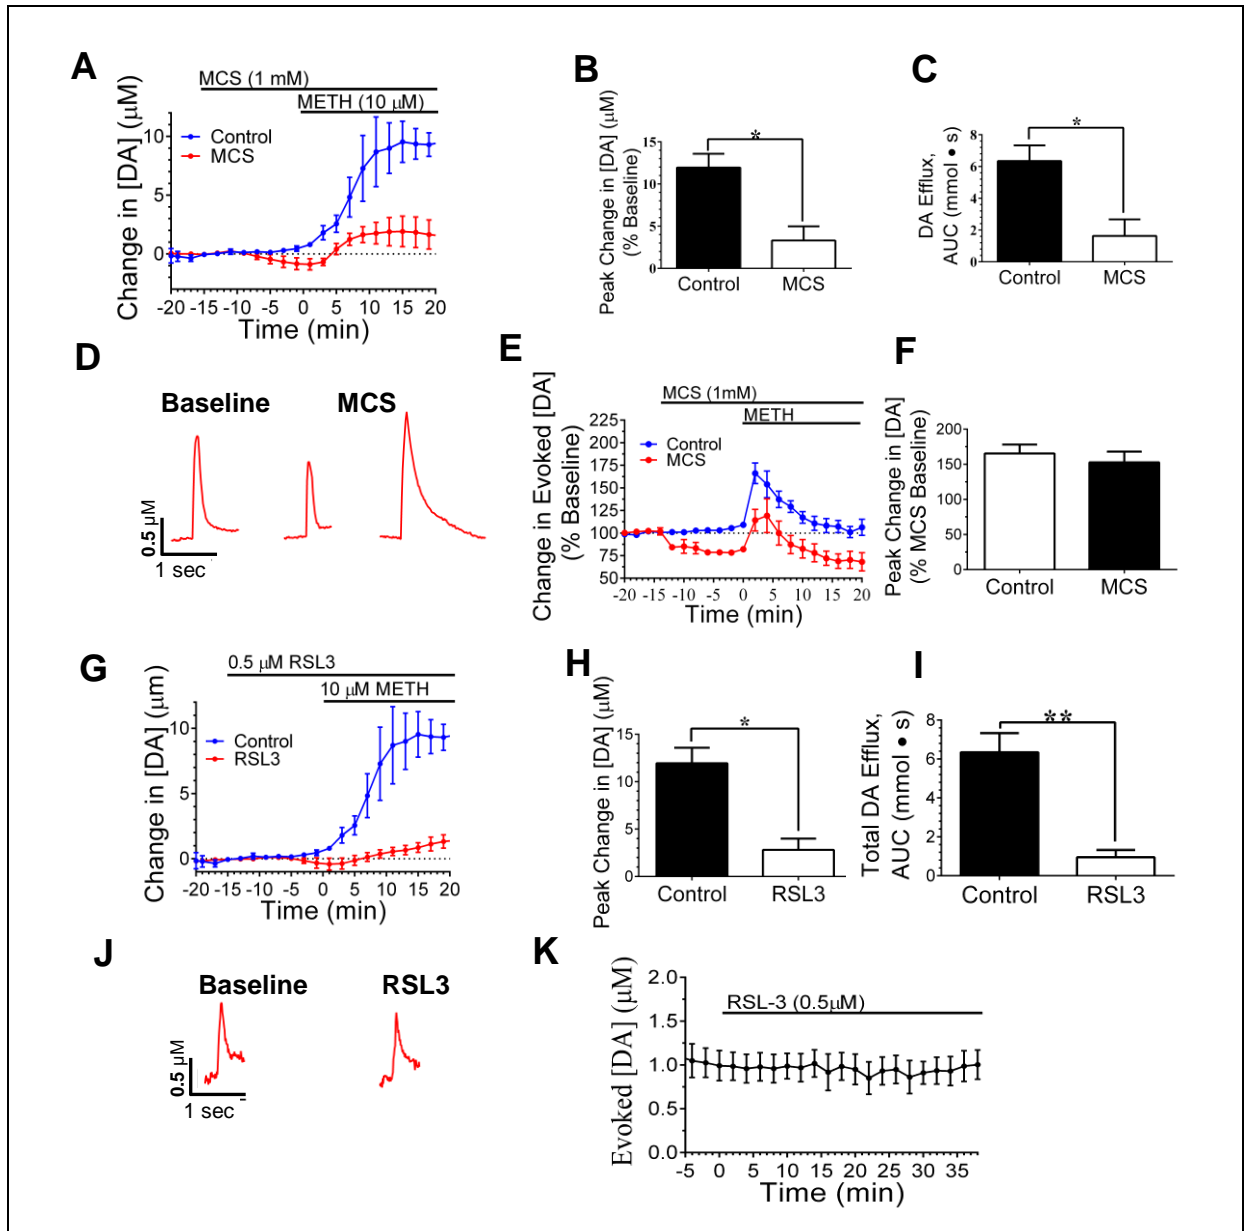 A
MCS (1 mM)
METH (10 μM)
Control
MCS
Change in [DA] (μM)
10
5
0
-20 -15 -10 -5 0 5 10 15 20
Time (min)
B
Peak Change in [DA] (μM)
(% Baseline)
15
10
5
0
*
Control MCS
C
DA Efflux,
AUC (mmol • s)
8
6
4
2
0
*
Control MCS
D
Baseline MCS
0.5 μM
1 sec
E
Change in Evoked [DA]
(% Baseline)
MCS (1mM)
METH
Control
MCS
225
200
175
150
125
100
75
50
-20 -15 -10 -5 0 5 10 15 20
Time (min)
F
Peak Change in [DA]
(% MCS Baseline)
200
150
100
50
0
Control MCS
G
0.5 μM RSL3
10 μM METH
Control
RSL3
Change in [DA] (μm)
10
5
0
-20 -15 -10 -5 0 5 10 15 20
Time (min)
H
Peak Change in [DA] (μM)
15
10
5
0
*
Control RSL3
I
Total DA Efflux,
AUC (mmol • s)
8
6
4
2
0
**
Control RSL3
J
Baseline RSL3
0.5 μM
1 sec
K
Evoked [DA] (μM)
RSL-3 (0.5μM)
2.0
1.5
1.0
0.5
0.0
-5 0 5 10 15 20 25 30 35
Time (min)